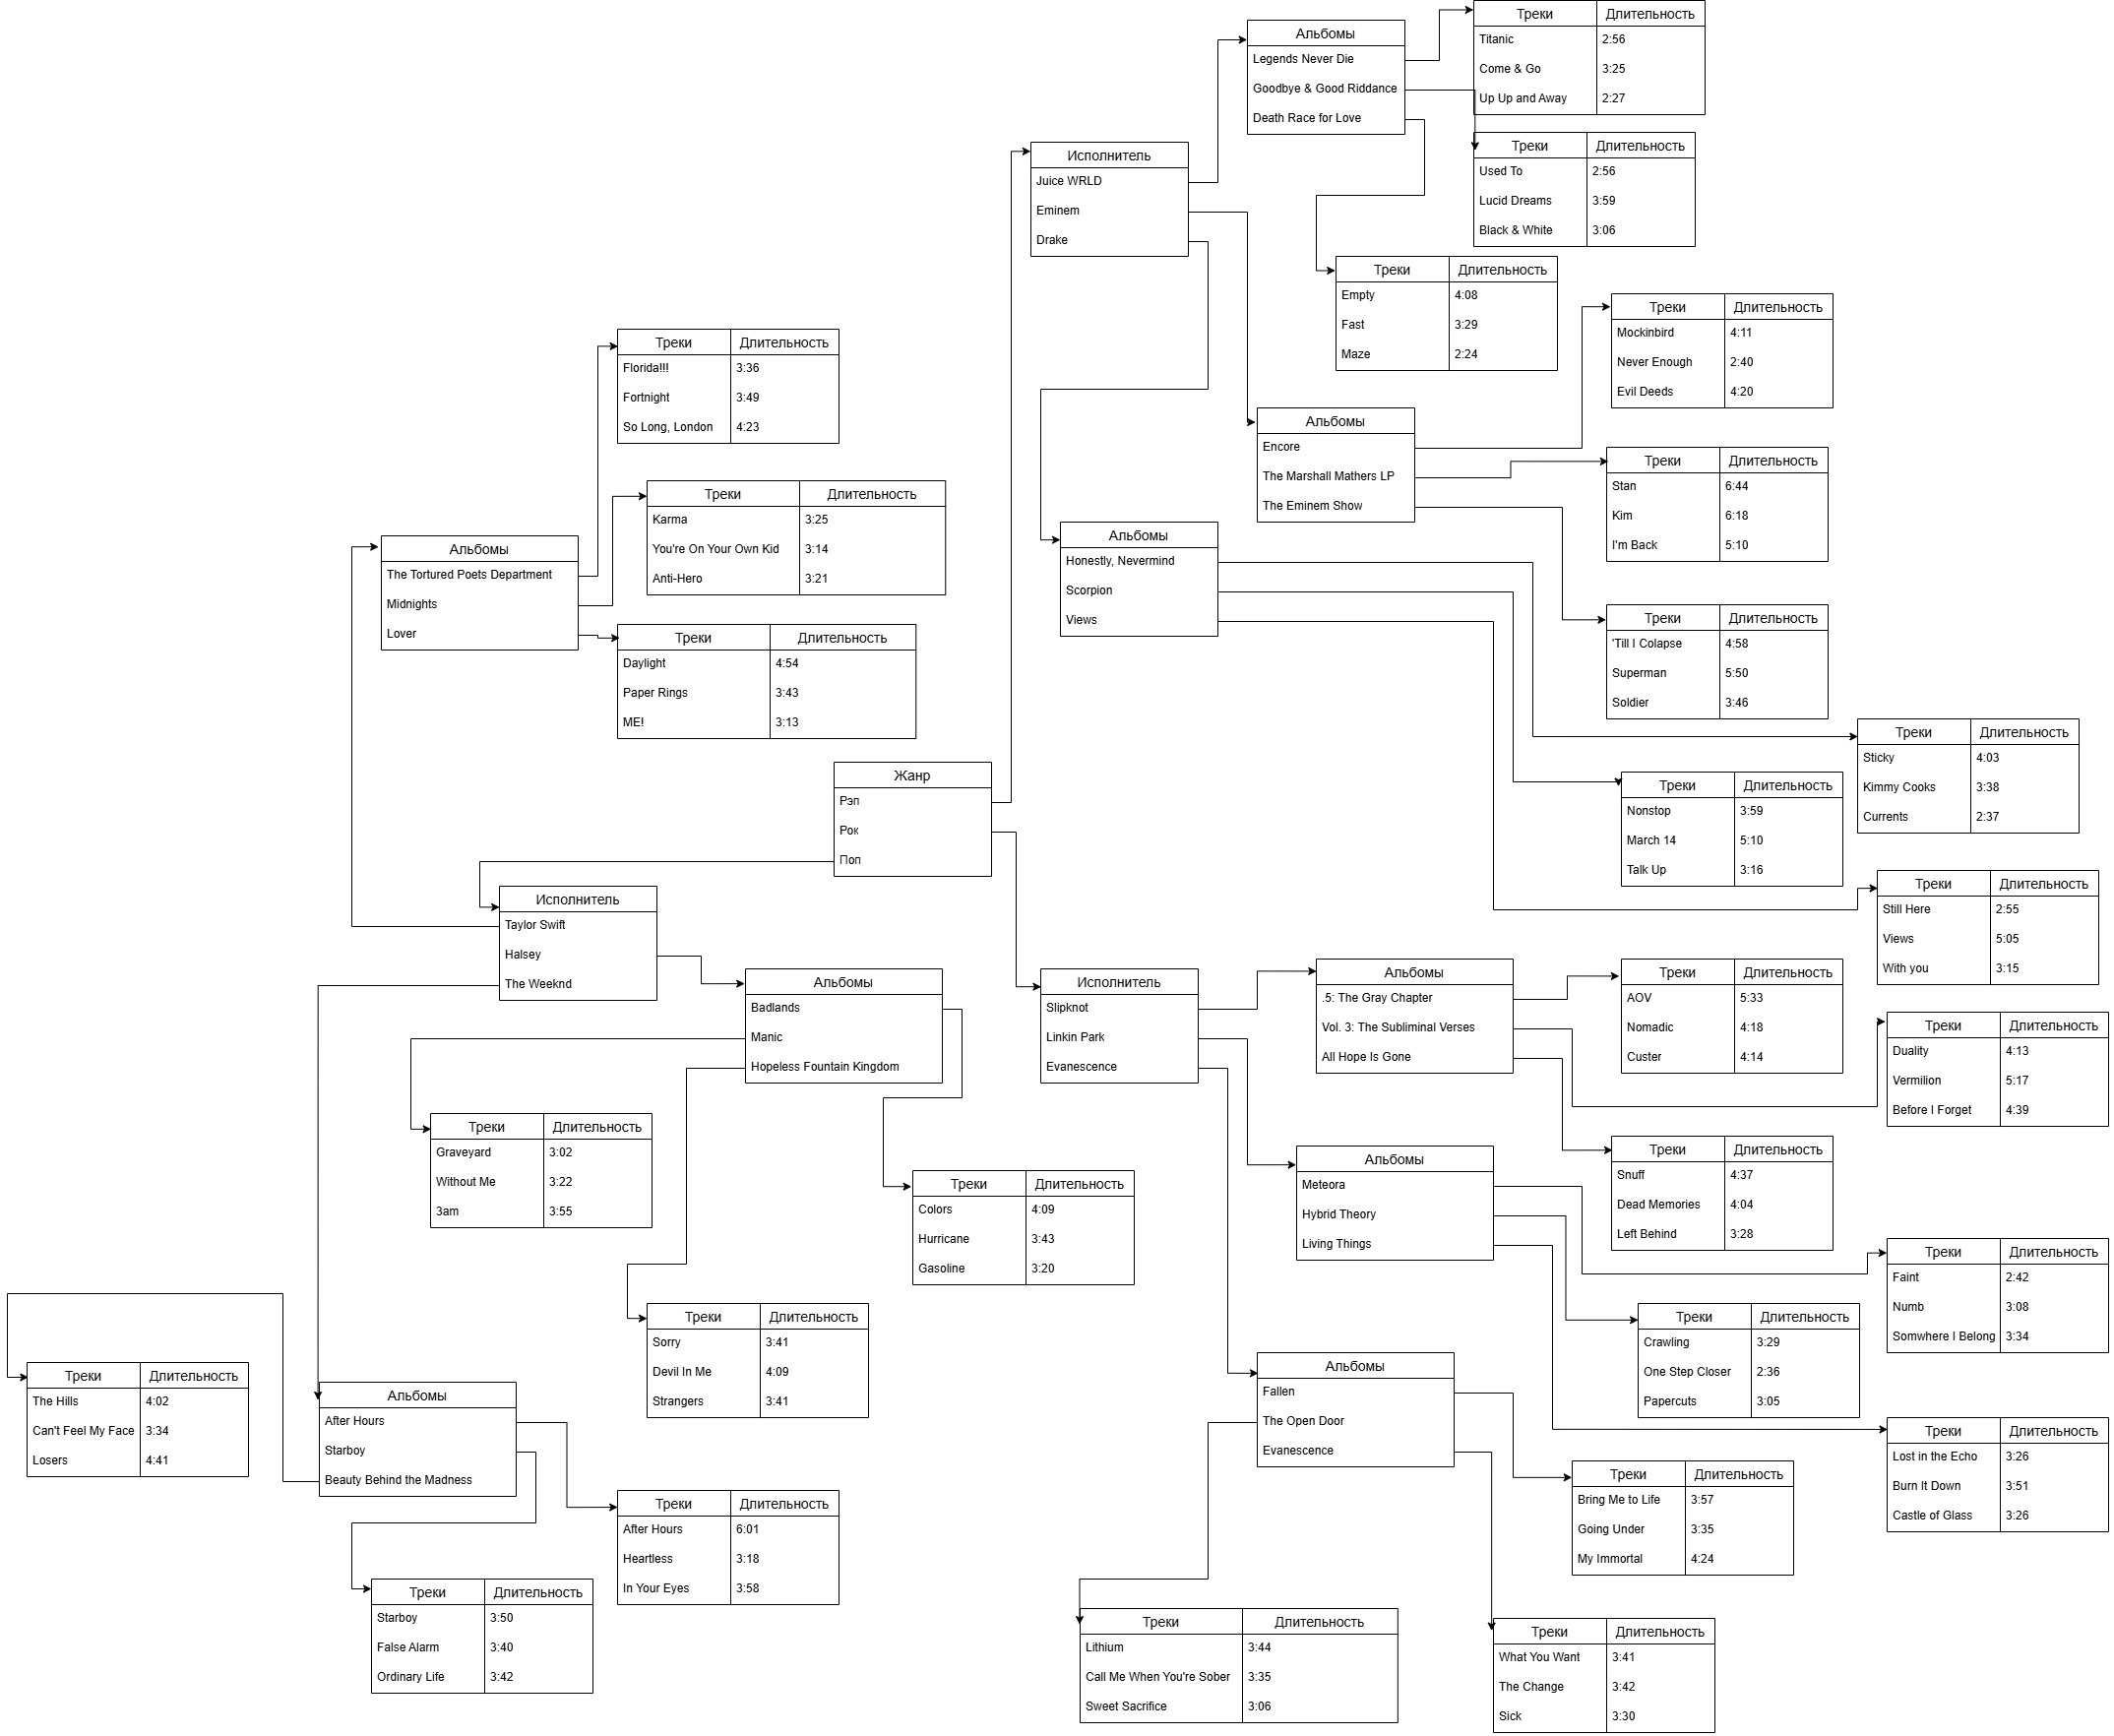 Жанр
Рэп
Рок
Поп
Исполнитель
Juice WRLD
Eminem
Drake
Альбомы
Legends Never Die
Goodbye & Good Riddance
Death Race for Love
Треки Длительность
Titanic 2:56
Come & Go 3:25
Up Up and Away 2:27
Треки Длительность
Used To 2:56
Lucid Dreams 3:59
Black & White 3:06
Треки Длительность
Empty 4:08
Fast 3:29
Maze 2:24
Альбомы
Encore
The Marshall Mathers LP
The Eminem Show
Треки Длительность
Mockinbird 4:11
Never Enough 2:40
Evil Deeds 4:20
Треки Длительность
Stan 6:44
Kim 6:18
I'm Back 5:10
Треки Длительность
'Till I Colapse 4:58
Superman 5:50
Soldier 3:46
Альбомы
Honestly, Nevermind
Scorpion
Views
Треки Длительность
Sticky 4:03
Kimmy Cooks 3:38
Currents 2:37
Треки Длительность
Nonstop 3:59
March 14 5:10
Talk Up 3:16
Треки Длительность
Still Here 2:55
Views 5:05
With you 3:15
Исполнитель
Slipknot
Linkin Park
Evanescence
Альбомы
.5: The Gray Chapter
Vol. 3: The Subliminal Verses
All Hope Is Gone
Треки Длительность
AOV 5:33
Nomadic 4:18
Custer 4:14
Треки Длительность
Duality 4:13
Vermilion 5:17
Before I Forget 4:39
Треки Длительность
Snuff 4:37
Dead Memories 4:04
Left Behind 3:28
Альбомы
Meteora
Hybrid Theory
Living Things
Треки Длительность
Faint 2:42
Numb 3:08
Somwhere I Belong 3:34
Треки Длительность
Crawling 3:29
One Step Closer 2:36
Papercuts 3:05
Треки Длительность
Lost in the Echo 3:26
Burn It Down 3:51
Castle of Glass 3:26
Альбомы
Fallen
The Open Door
Evanescence
Треки Длительность
Bring Me to Life 3:57
Going Under 3:35
My Immortal 4:24
Треки Длительность
Lithium 3:44
Call Me When You're Sober 3:35
Sweet Sacrifice 3:06
Треки Длительность
What You Want 3:41
The Change 3:42
Sick 3:30
Исполнитель
Taylor Swift
Halsey
The Weeknd
Альбомы
The Tortured Poets Department
Midnights
Lover
Треки Длительность
Florida!!! 3:36
Fortnight 3:49
So Long, London 4:23
Треки Длительность
Karma 3:25
You're On Your Own Kid 3:14
Anti-Hero 3:21
Треки Длительность
Daylight 4:54
Paper Rings 3:43
ME! 3:13
Альбомы
Badlands
Manic
Hopeless Fountain Kingdom
Треки Длительность
Colors 4:09
Hurricane 3:43
Gasoline 3:20
Треки Длительность
Graveyard 3:02
Without Me 3:22
3am 3:55
Треки Длительность
Sorry 3:41
Devil In Me 4:09
Strangers 3:41
Альбомы
After Hours
Starboy
Beauty Behind the Madness
Треки Длительность
After Hours 6:01
Heartless 3:18
In Your Eyes 3:58
Треки Длительность
Starboy 3:50
False Alarm 3:40
Ordinary Life 3:42
Треки Длительность
The Hills 4:02
Can't Feel My Face 3:34
Losers 4:41